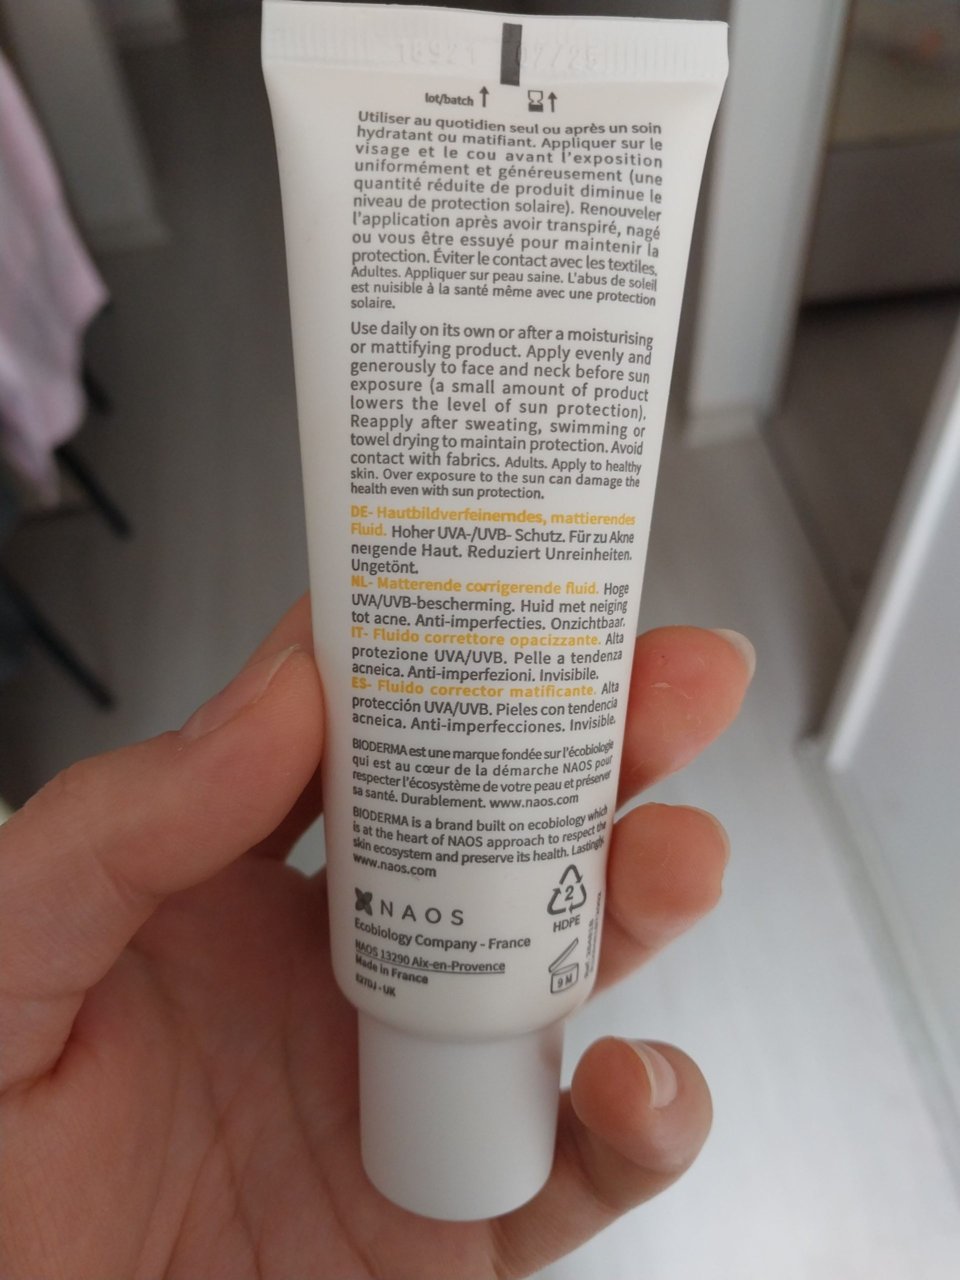 18921 07/25
lot/batch
Utiliser au quotidien seul ou après un soin
hydratant ou matifiant. Appliquer sur le
visage et le cou avant l'exposition
uniformément et généreusement (une
quantité réduite de produit diminue le
niveau de protection solaire). Renouveler
l'application après avoir transpiré, nagé
ou vous être essuyé pour maintenir la
protection. Éviter le contact avec les textiles.
Adultes. Appliquer sur peau saine. L'abus de soleil
est nuisible à la santé même avec une protection
solaire.
Use daily on its own or after a moisturising
or mattifying product. Apply evenly and
generously to face and neck before sun
exposure (a small amount of product
lowers the level of sun protection).
Reapply after sweating, swimming or
towel drying to maintain protection. Avoid
contact with fabrics. Adults. Apply to healthy
skin. Over exposure to the sun can damage the
health even with sun protection.
DE- Hautbildverfeinerndes, mattierendes
Fluid. Hoher UVA-/UVB- Schutz. Für zu Akne
neigende Haut. Reduziert Unreinheiten.
Ungetönt.
NL- Matterende corrigerende fluid. Hoge
UVA/UVB-bescherming. Huid met neiging
tot acne. Anti-imperfecties. Onzichtbaar.
IT- Fluido correttore opacizzante. Alta
protezione UVA/UVB. Pelle a tendenza
acneica. Anti-imperfezioni. Invisibile.
ES- Fluido corrector matificante. Alta
protección UVA/UVB. Pieles con tendencia
acneica. Anti-imperfecciones. Invisible.
BIODERMA est une marque fondée sur l'écobiologie
qui est au cœur de la démarche NAOS pour
respecter l'écosystème de votre peau et préserver
sa santé. Durablement. www.naos.com
BIODERMA is a brand built on ecobiology which
is at the heart of NAOS approach to respect the
skin ecosystem and preserve its health. Lastingly.
www.naos.com
NAOS
Ecobiology Company - France
NAOS 13290 Aix-en-Provence
Made in France
2
HDPE
9 M